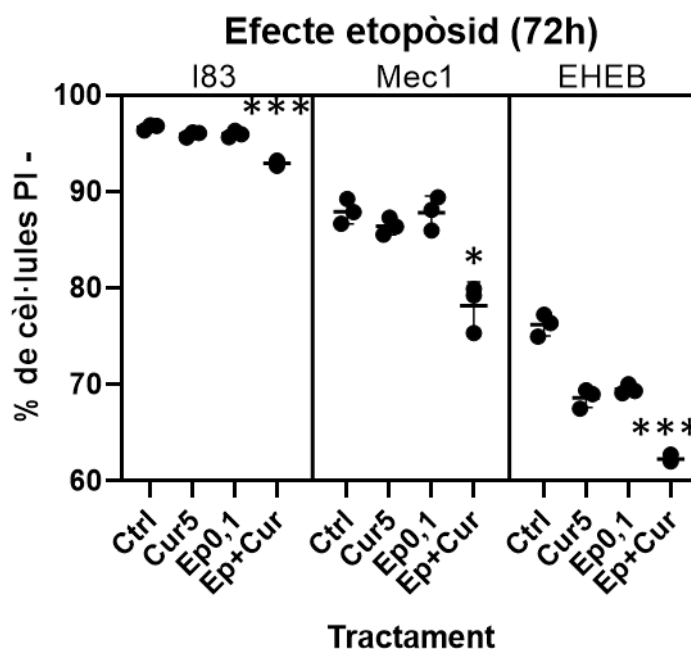 Efecte etopòsid (72h)
I83 Mec1 EHEB
% de cèl·lules PI -
100
90
80
70
60
***
*
***
Ctrl Cur5 Ep0,1 Ep+Cur Ctrl Cur5 Ep0,1 Ep+Cur Ctrl Cur5 Ep0,1 Ep+Cur
Tractament